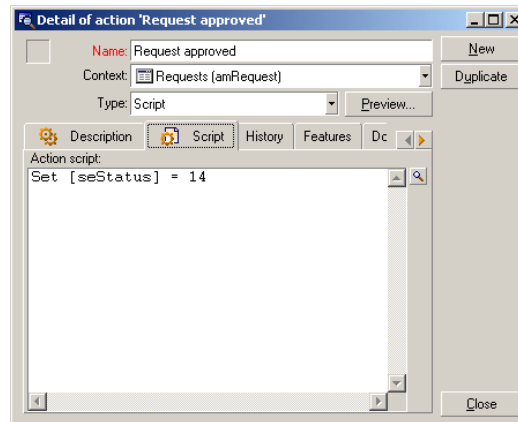 Detail of action 'Request approved'
Name: Request approved
New
Context: Requests (amRequest)
Duplicate
Type: Script
Preview...
Description Script History Features Dc
Action script:
Set [seStatus] = 14
Close